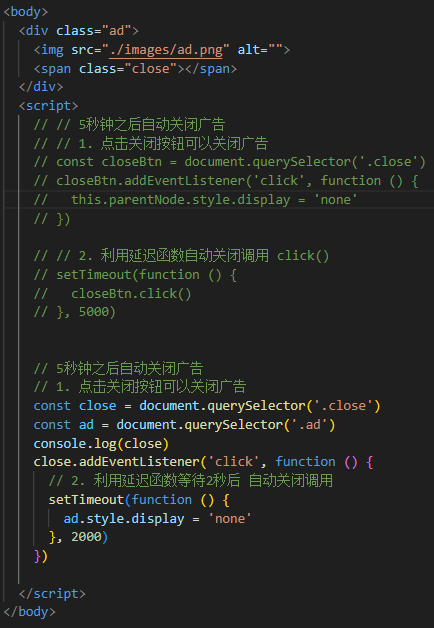 <body>
<div class="ad">
<img src="./images/ad.png" alt="">
<span class="close"></span>
</div>
<script>
// // 5秒钟之后自动关闭广告
// // 1. 点击关闭按钮可以关闭广告
// const closeBtn = document.querySelector('.close')
// closeBtn.addEventListener('click', function () {
//   this.parentNode.style.display = 'none'
// })
// // 2. 利用延迟函数自动关闭调用 click()
// setTimeout(function () {
//   closeBtn.click()
// }, 5000)
// 5秒钟之后自动关闭广告
// 1. 点击关闭按钮可以关闭广告
const close = document.querySelector('.close')
const ad = document.querySelector('.ad')
console.log(close)
close.addEventListener('click', function () {
// 2. 利用延迟函数等待2秒后 自动关闭调用
setTimeout(function () {
ad.style.display = 'none'
}, 2000)
})
</script>
</body>